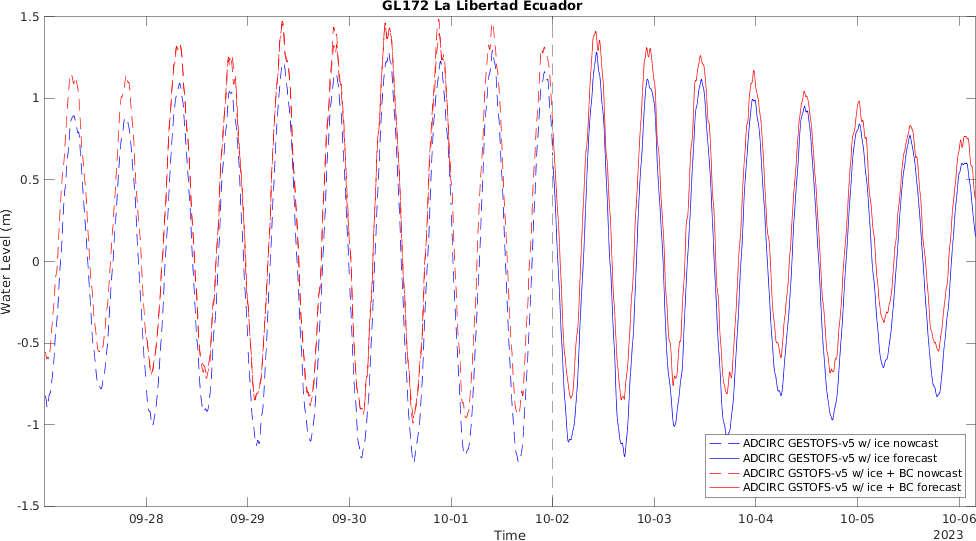 GL172 La Libertad Ecuador
1.5
1
0.5
0
-0.5
-1
-1.5
Water Level (m)
ADCIRC GESTOFS-v5 w/ ice nowcast
ADCIRC GESTOFS-v5 w/ ice forecast
ADCIRC GSTOFS-v5 w/ ice + BC nowcast
ADCIRC GSTOFS-v5 w/ ice + BC forecast
09-28 09-29 09-30 10-01 10-02 10-03 10-04 10-05 10-06
Time 2023